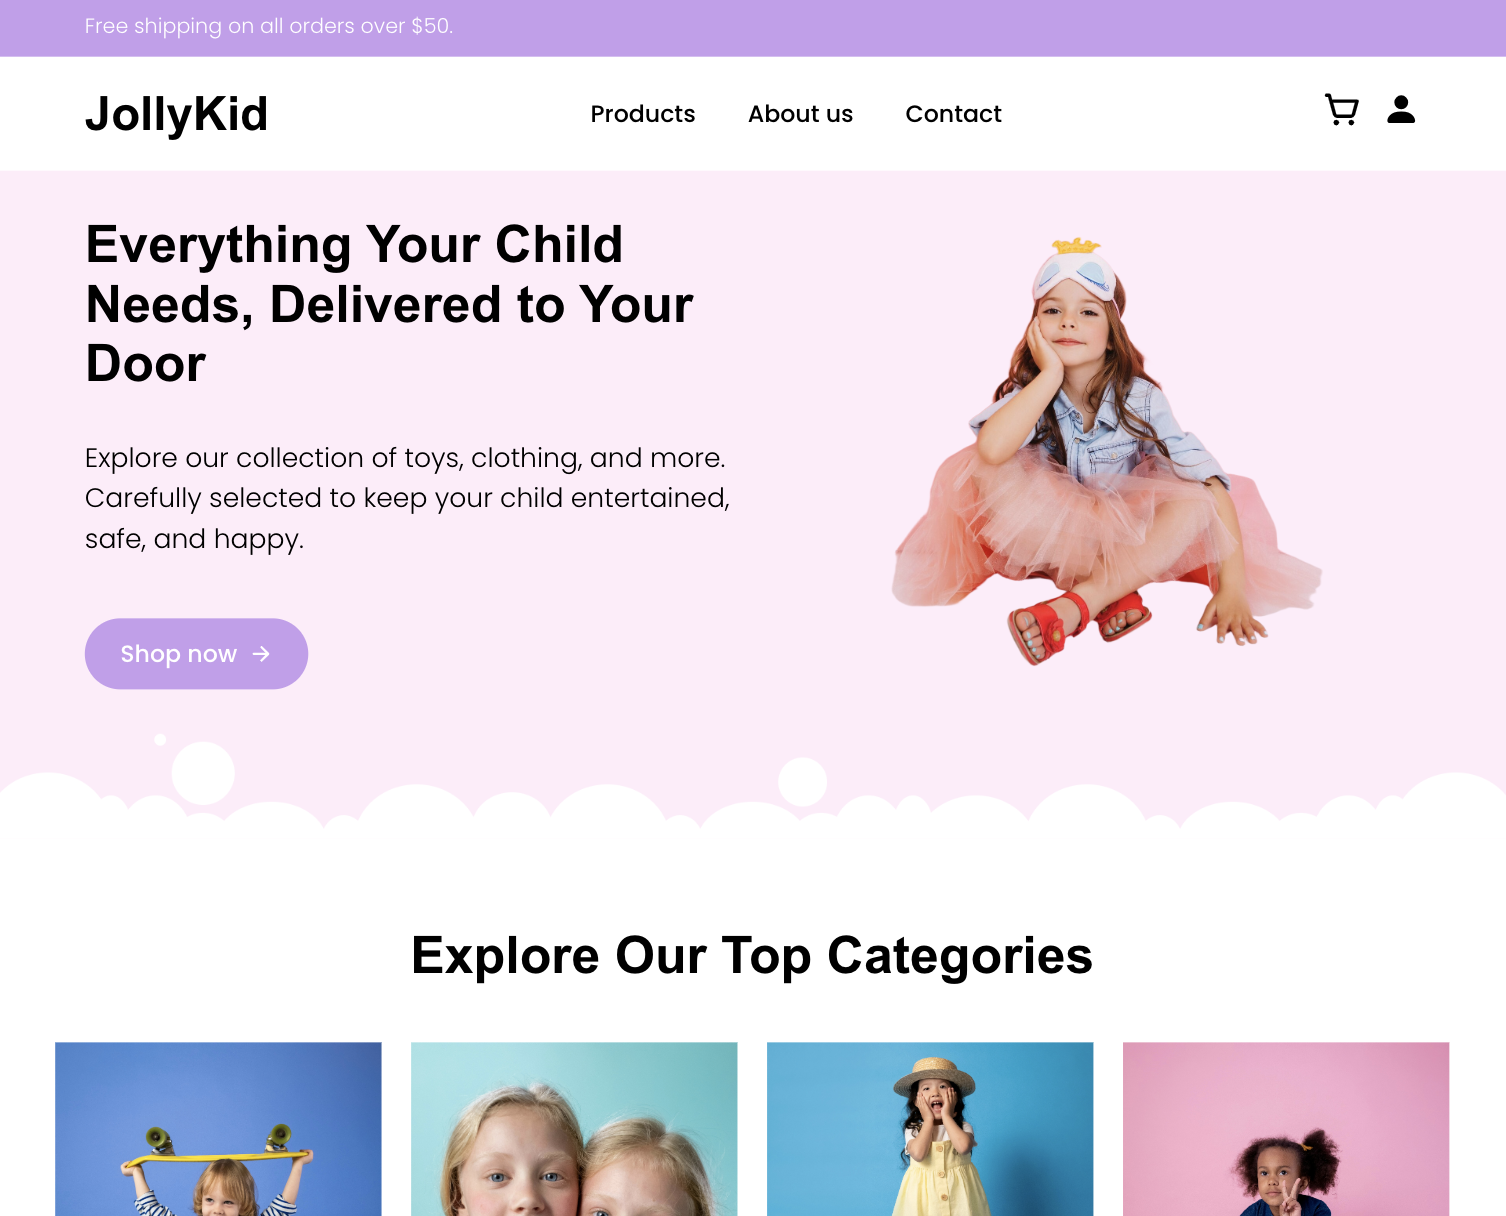 Free shipping on all orders over $50.
JollyKid
Products
About us
Contact
Everything Your Child
Needs, Delivered to Your
Door
Explore our collection of toys, clothing, and more.
Carefully selected to keep your child entertained,
safe, and happy.
Shop now
Explore Our Top Categories